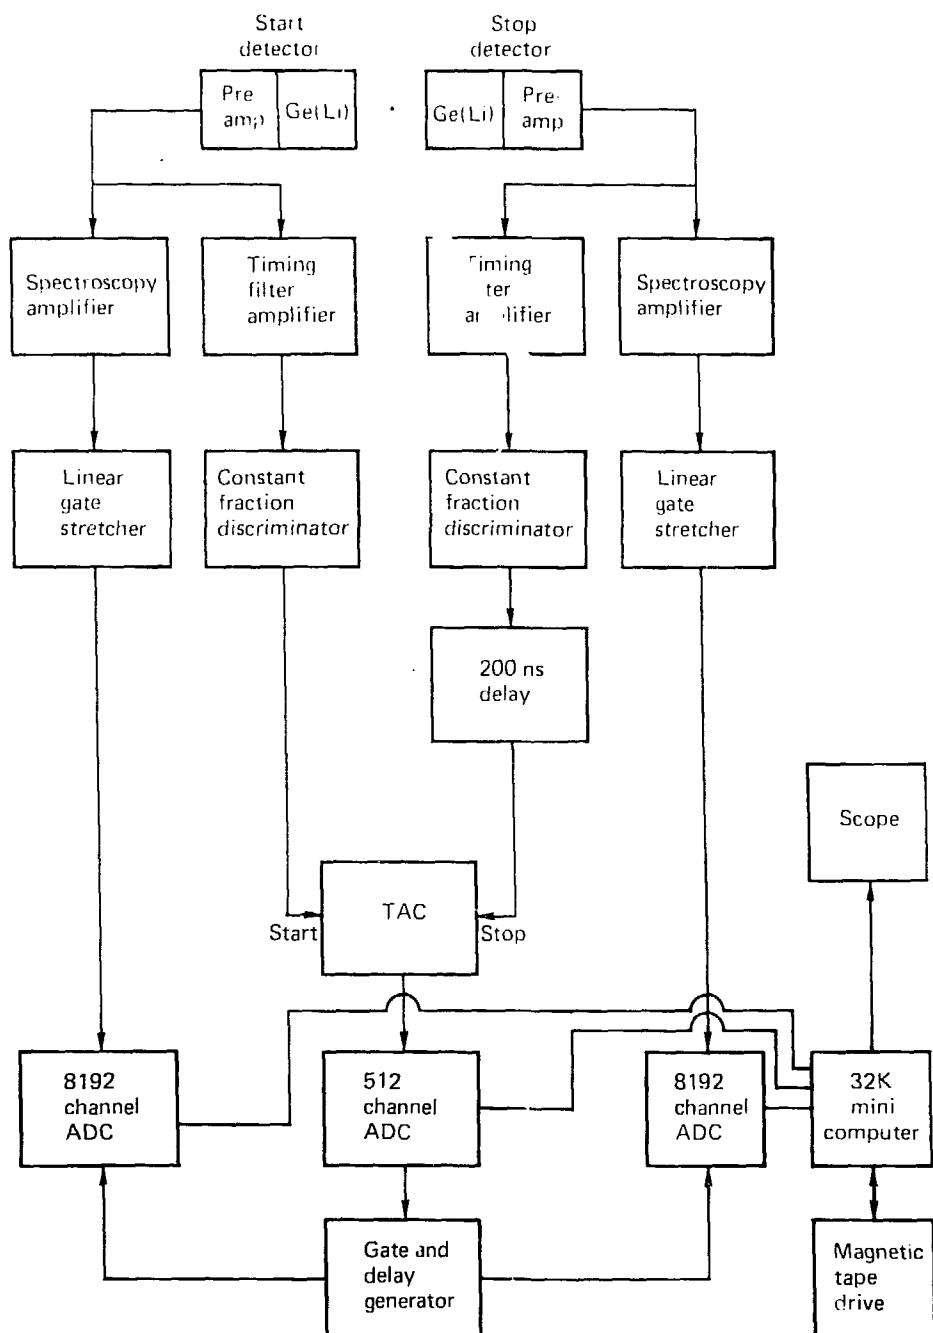 Start
detector
Stop
detector
Pre
amp
Ge(Li)
Ge(Li)
Pre-
amp
Spectroscopy
amplifier
Timing
filter
amplifier
Timing
ter
lifier
Spectroscopy
amplifier
Linear
gate
stretcher
Constant
fraction
discriminator
Constant
fraction
discriminator
Linear
gate
stretcher
200 ns
delay
Scope
TAC
Start
Stop
8192
channel
ADC
512
channel
ADC
8192
channel
ADC
32K
mini
computer
Gate and
delay
generator
Magnetic
tape
drive